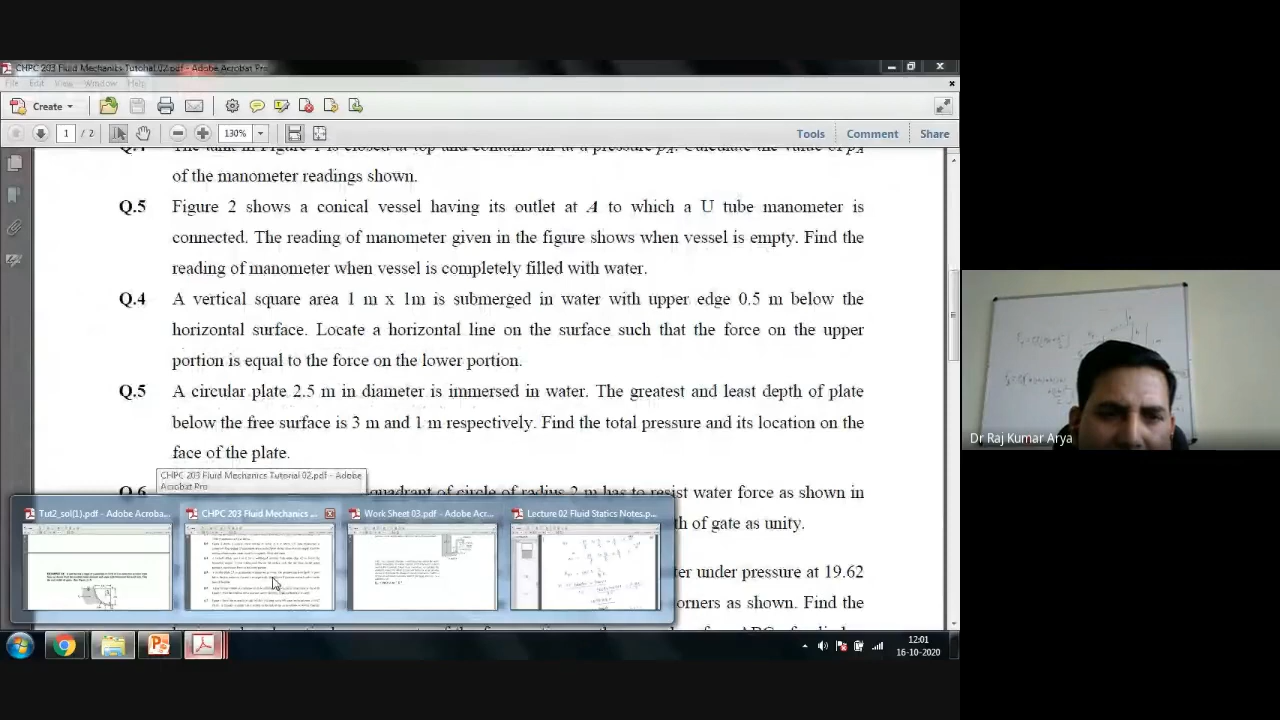 CHPC 203 Fluid Mechanics Tutorial 02.pdf - Adobe Acrobat Pro
File Edit View Window Help
Create
1 / 2
130%
Tools
Comment
Share
of the manometer readings shown.
Q.5 Figure 2 shows a conical vessel having its outlet at A to which a U tube manometer is
connected. The reading of manometer given in the figure shows when vessel is empty. Find the
reading of manometer when vessel is completely filled with water.
Q.4 A vertical square area 1 m x 1m is submerged in water with upper edge 0.5 m below the
horizontal surface. Locate a horizontal line on the surface such that the force on the upper
portion is equal to the force on the lower portion.
Q.5 A circular plate 2.5 m in diameter is immersed in water. The greatest and least depth of plate
below the free surface is 3 m and 1 m respectively. Find the total pressure and its location on the
face of the plate.
CHPC 203 Fluid Mechanics Tutorial 02.pdf - Adobe
Acrobat Pro
Q.6 quadrant of circle of radius 2 m has to resist water force as shown in
th of gate as unity.
Tut2_sol(1).pdf - Adobe Acroba...
CHPC 203 Fluid Mechanics ...
Work Sheet 03.pdf - Adobe Acr...
Lecture 02 Fluid Statics Notes.p...
ter under pressure at 19.62
orners as shown. Find the
12:01
16-10-2020
Dr Raj Kumar Arya